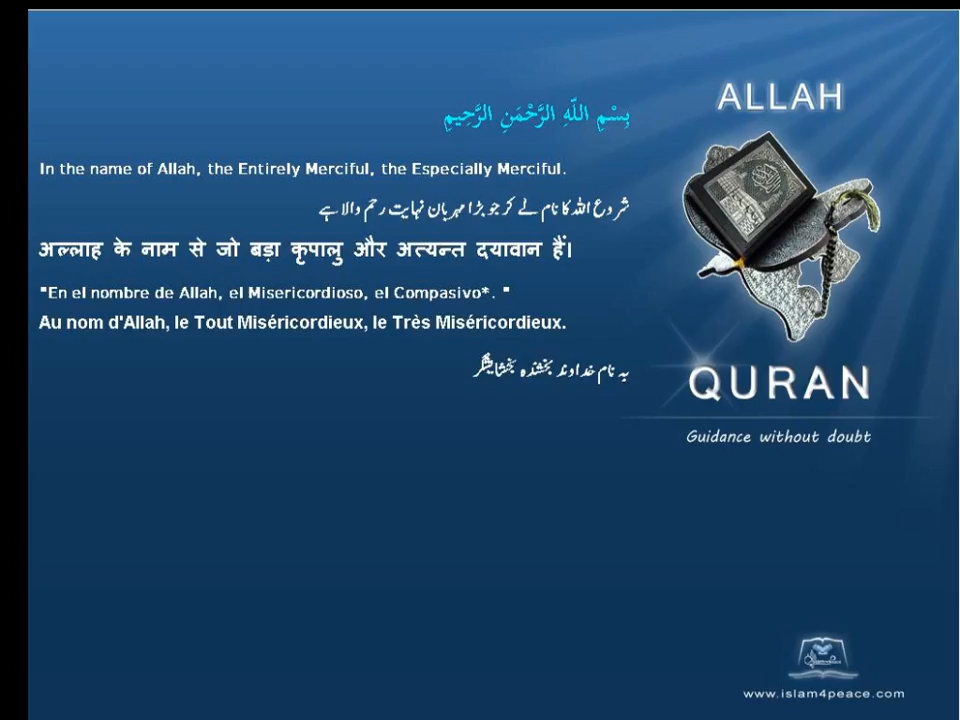 بِسْمِ اللَّهِ الرَّحْمَنِ الرَّحِيمِ
In the name of Allah, the Entirely Merciful, the Especially Merciful.
شروع الله کا نام لے کر جو بڑا مہربان نہایت رحم والا ہے
अल्लाह के नाम से जो बड़ा कृपालु और अत्यन्त दयावान हैं।
"En el nombre de Allah, el Misericordioso, el Compasivo*. "
Au nom d'Allah, le Tout Miséricordieux, le Très Miséricordieux.
به نام خداوند بخشنده بخشایشگر
ALLAH
QURAN
Guidance without doubt
www.islam4peace.com